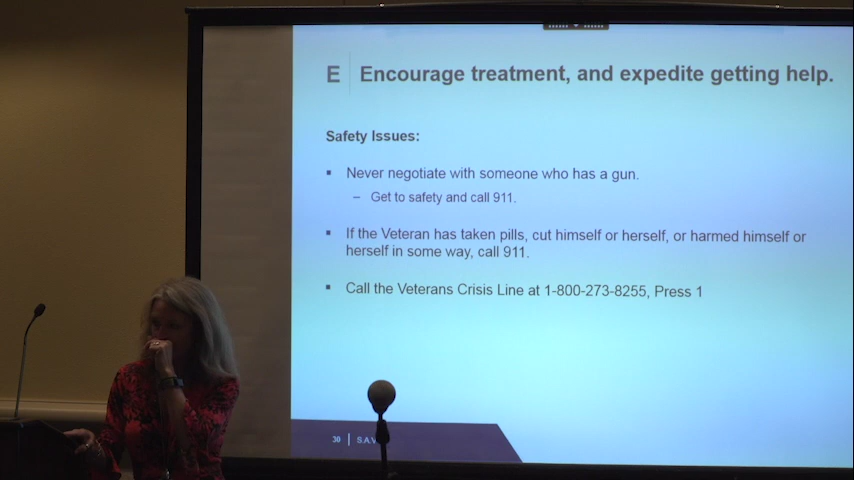 E Encourage treatment, and expedite getting help.
Safety Issues:
▪ Never negotiate with someone who has a gun.
– Get to safety and call 911.
▪ If the Veteran has taken pills, cut himself or herself, or harmed himself or
herself in some way, call 911.
▪ Call the Veterans Crisis Line at 1-800-273-8255, Press 1
30 | S.A.V.